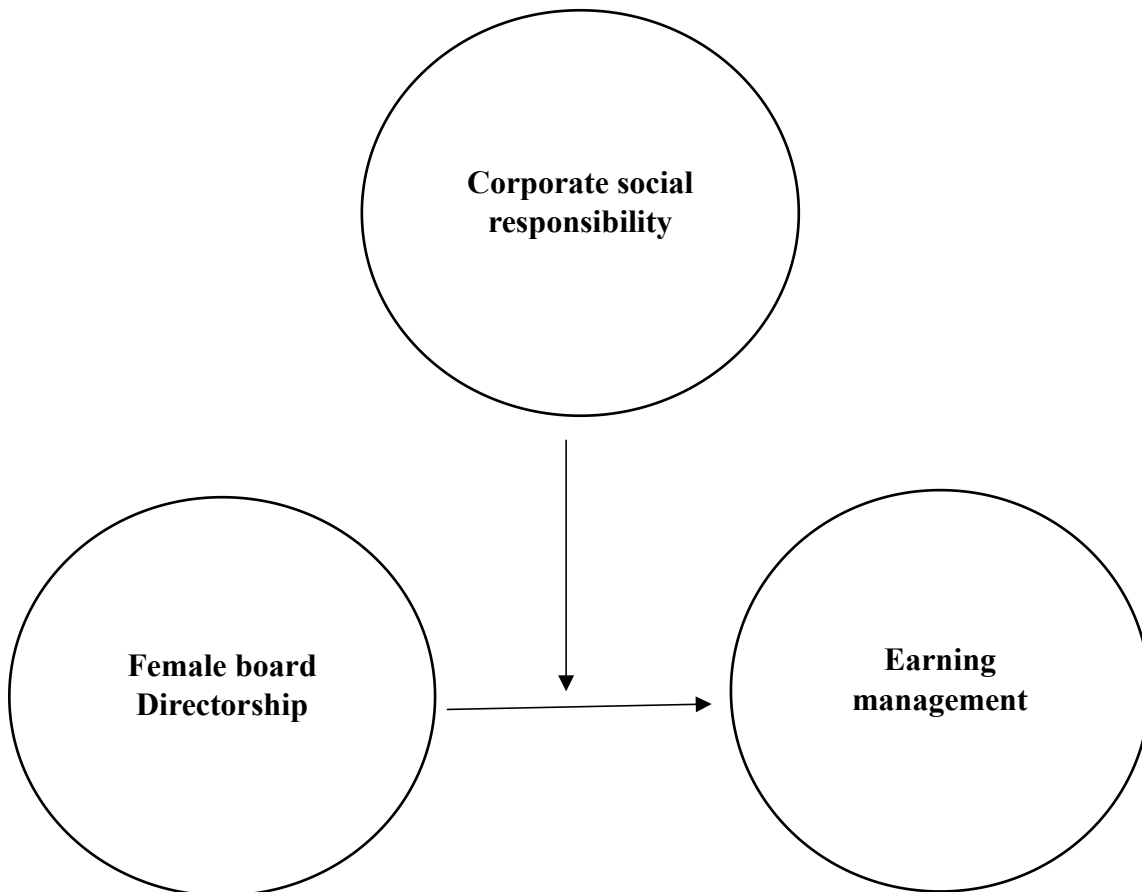 Corporate social
responsibility
Female board
Directorship
Earning
management